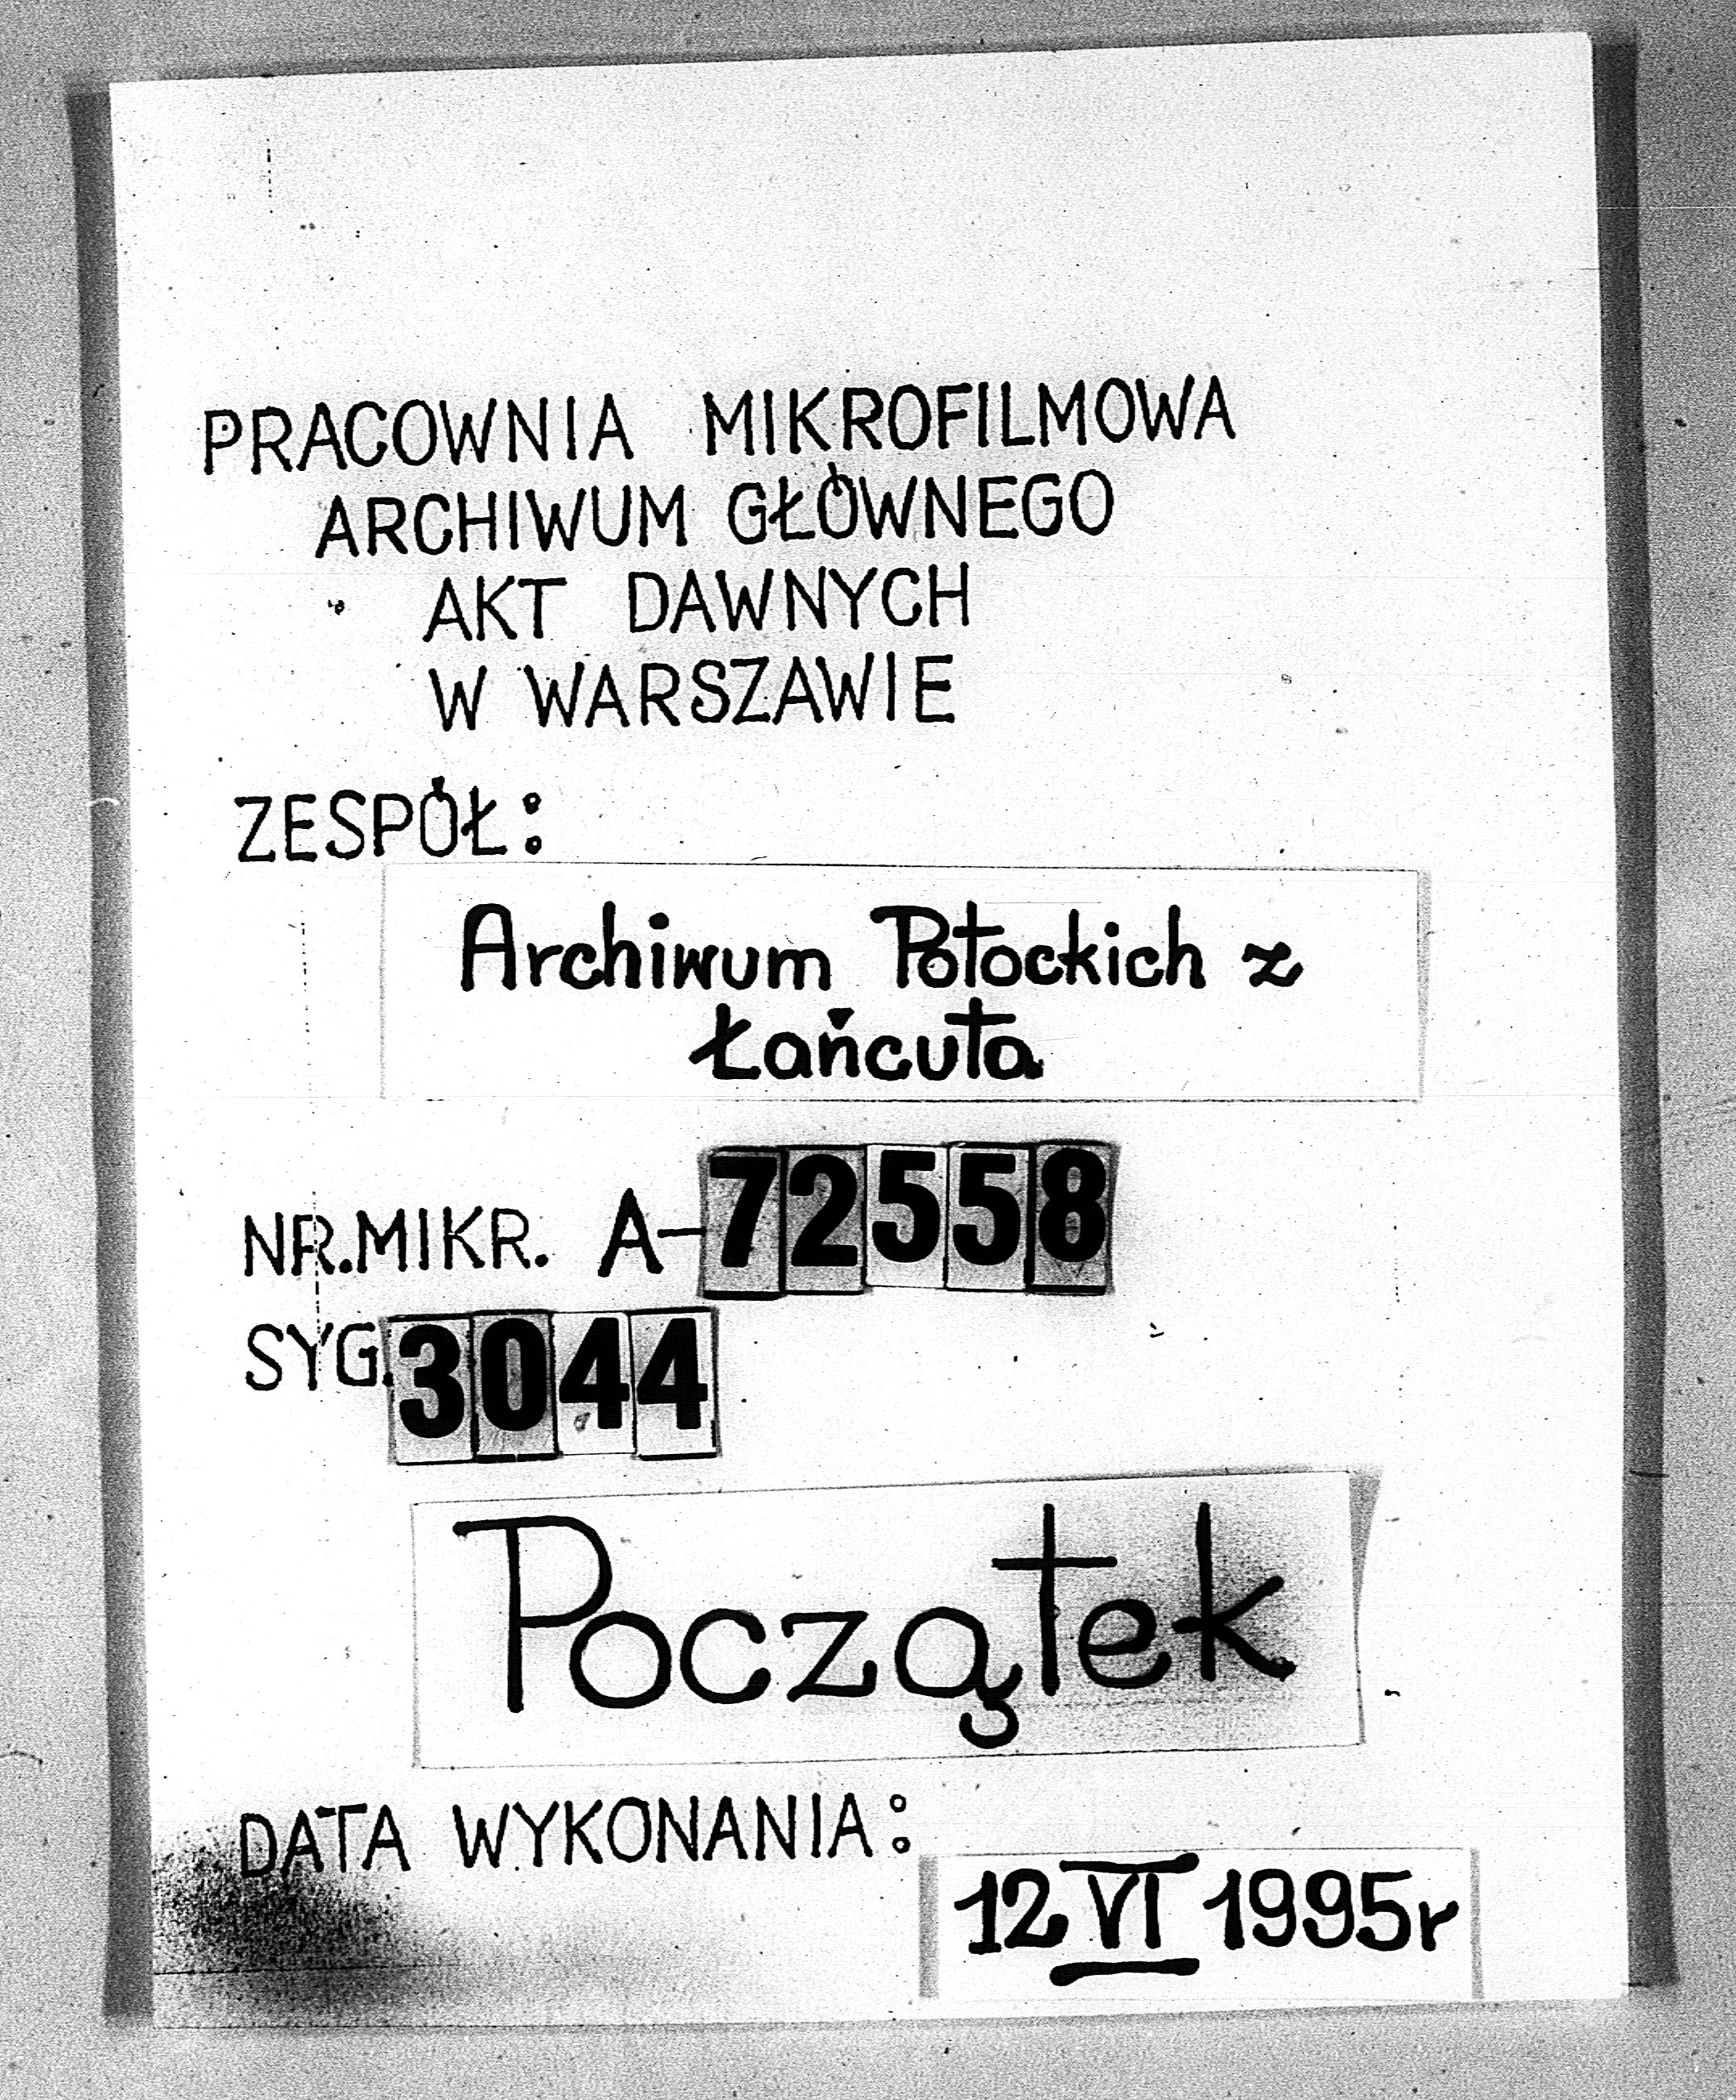 PRACOWNIA MIKROFILMOWA
ARCHIWUM GŁÓWNEGO
AKT DAWNYCH
W WARSZAWIE
ZESPÓŁ:
Archiwum Potockich z
Łańcuta
NR.MIKR. A-72558
SYG.3044
Początek
DATA WYKONANIA:
12 VI 1995r